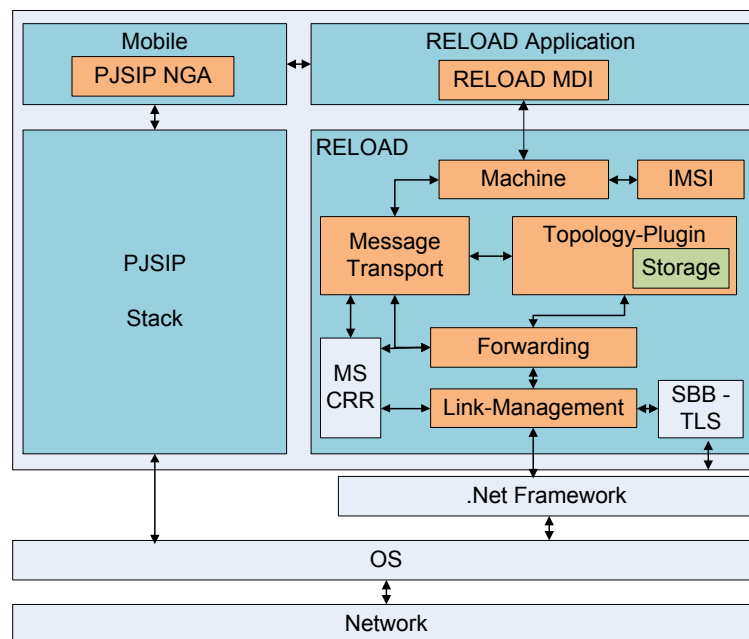 Mobile
PJSIP NGA
RELOAD Application
RELOAD MDI
PJSIP
Stack
RELOAD
Machine
IMSI
Message
Transport
Topology-Plugin
Storage
Forwarding
MS
CRR
Link-Management
SBB -
TLS
.Net Framework
OS
Network